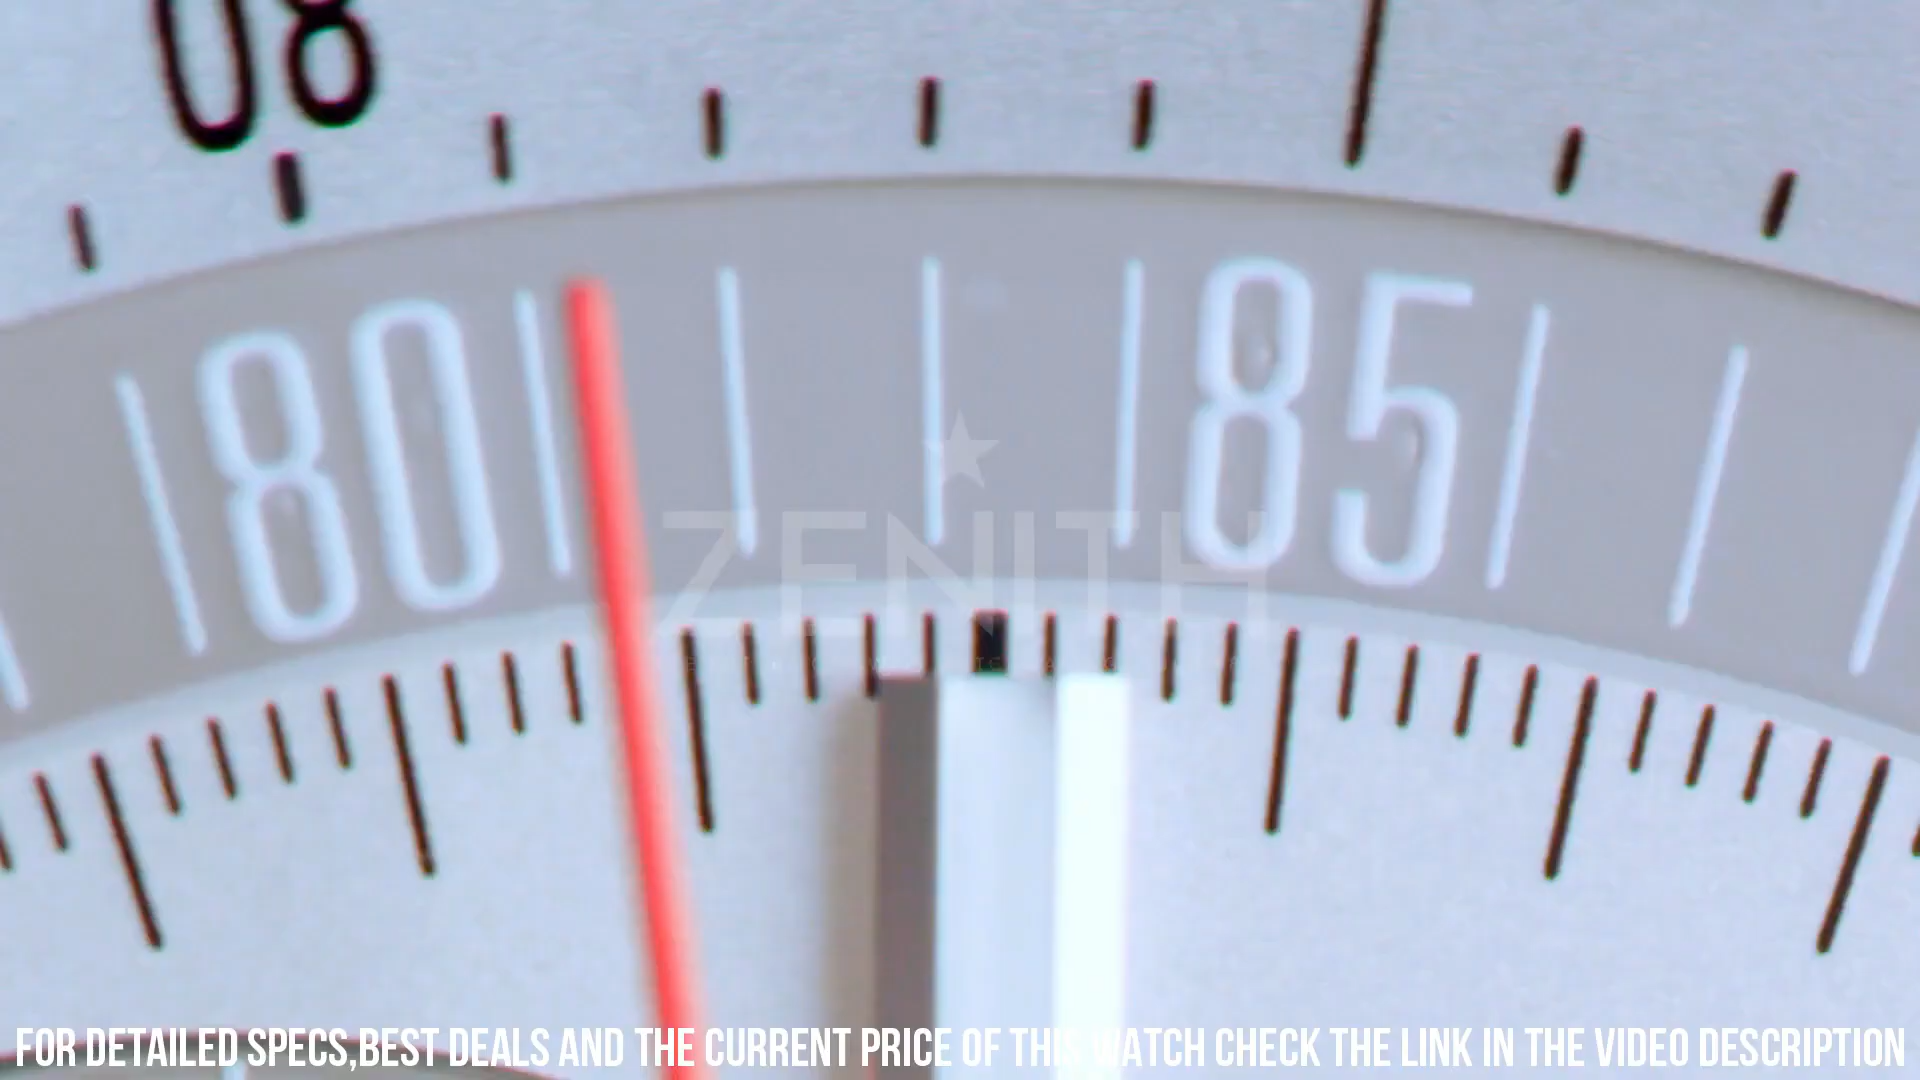 80
80 85
ZENITH
FOR DETAILED SPECS,BEST DEALS AND THE CURRENT PRICE OF THIS WATCH CHECK THE LINK IN THE VIDEO DESCRIPTION